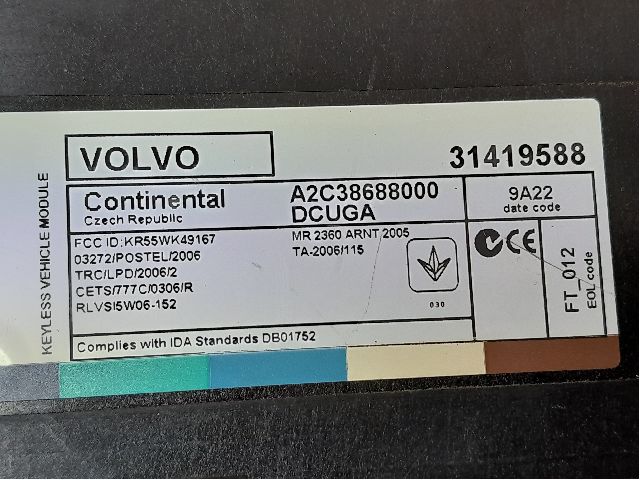 KEYLESS VEHICLE MODULE
VOLVO
31419588
Continental
Czech Republic
A2C38688000
DCUGA
9A22
date code
FCC ID:KR55WK49167
03272/POSTEL/2006
TRC/LPD/2006/2
CETS/777C/0306/R
RLVSI5W06-152
MR 2360 ARNT 2005
TA-2006/115
030
CE
FT_012
EOL code
Complies with IDA Standards DB01752